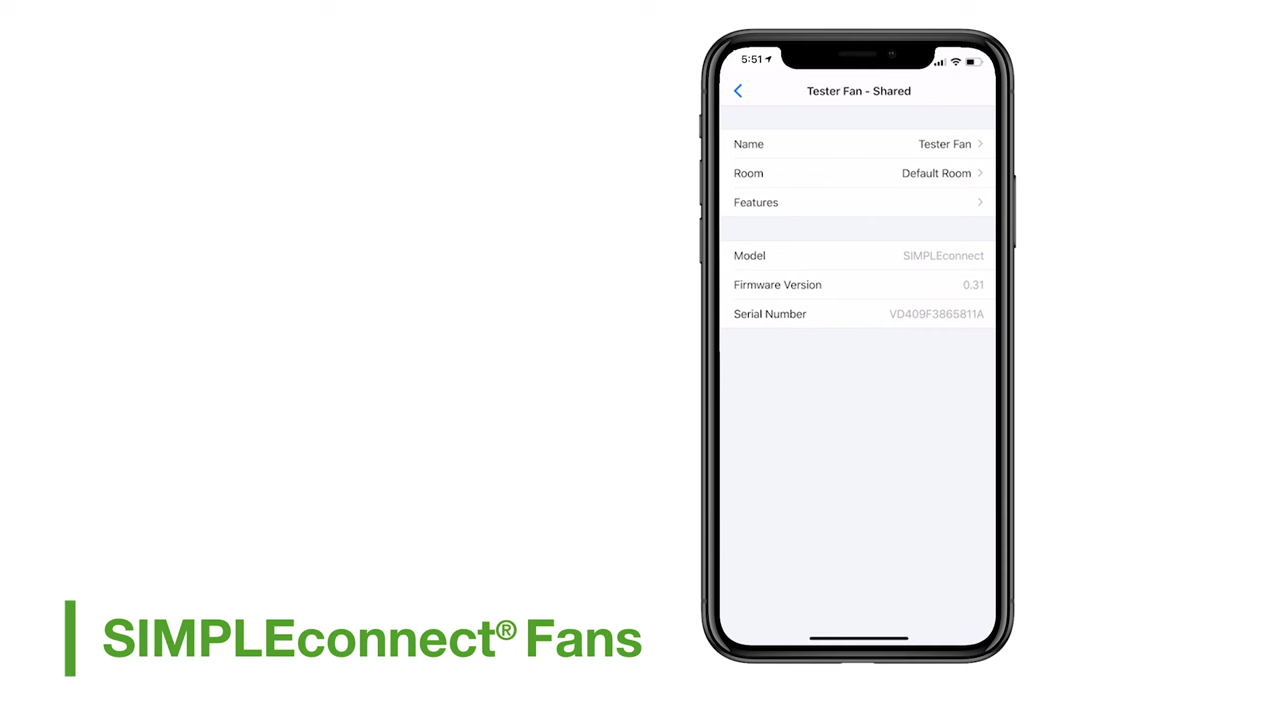 5:51
Tester Fan - Shared
Name Tester Fan
Room Default Room
Features
Model SIMPLEconnect
Firmware Version 0.31
Serial Number VD409F3865811A
SIMPLEconnect® Fans